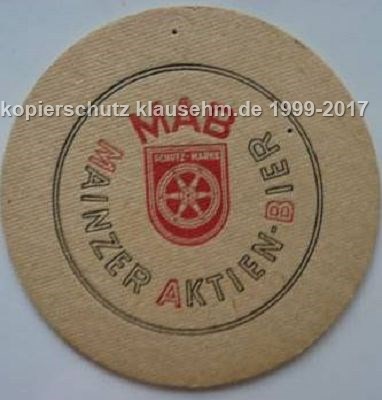 kopierschutz klausehm.de 1999-2017
MAB
SCHUTZ-MARKE
MAINZER AKTIEN-BIER